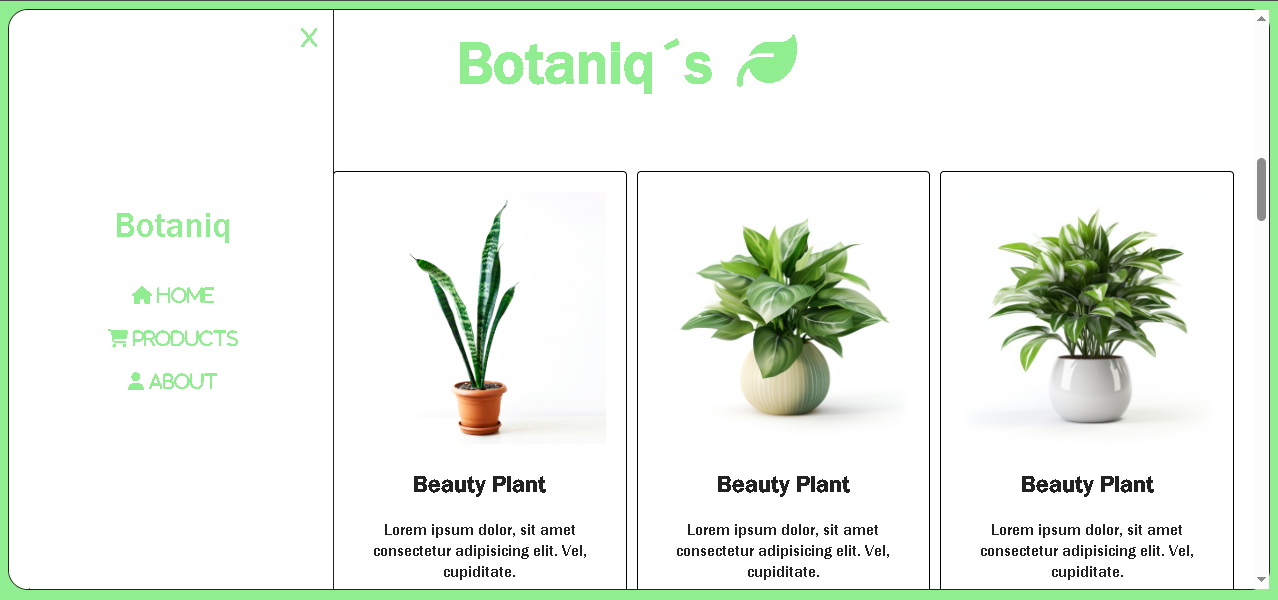 X
Botaniq´s
Botaniq
HOME
PRODUCTS
ABOUT
Beauty Plant
Lorem ipsum dolor, sit amet
consectetur adipisicing elit. Vel,
cupiditate.
Beauty Plant
Lorem ipsum dolor, sit amet
consectetur adipisicing elit. Vel,
cupiditate.
Beauty Plant
Lorem ipsum dolor, sit amet
consectetur adipisicing elit. Vel,
cupiditate.